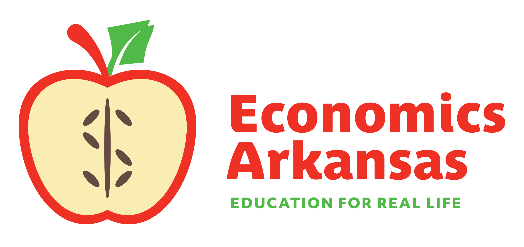 Economics
Arkansas
EDUCATION FOR REAL LIFE